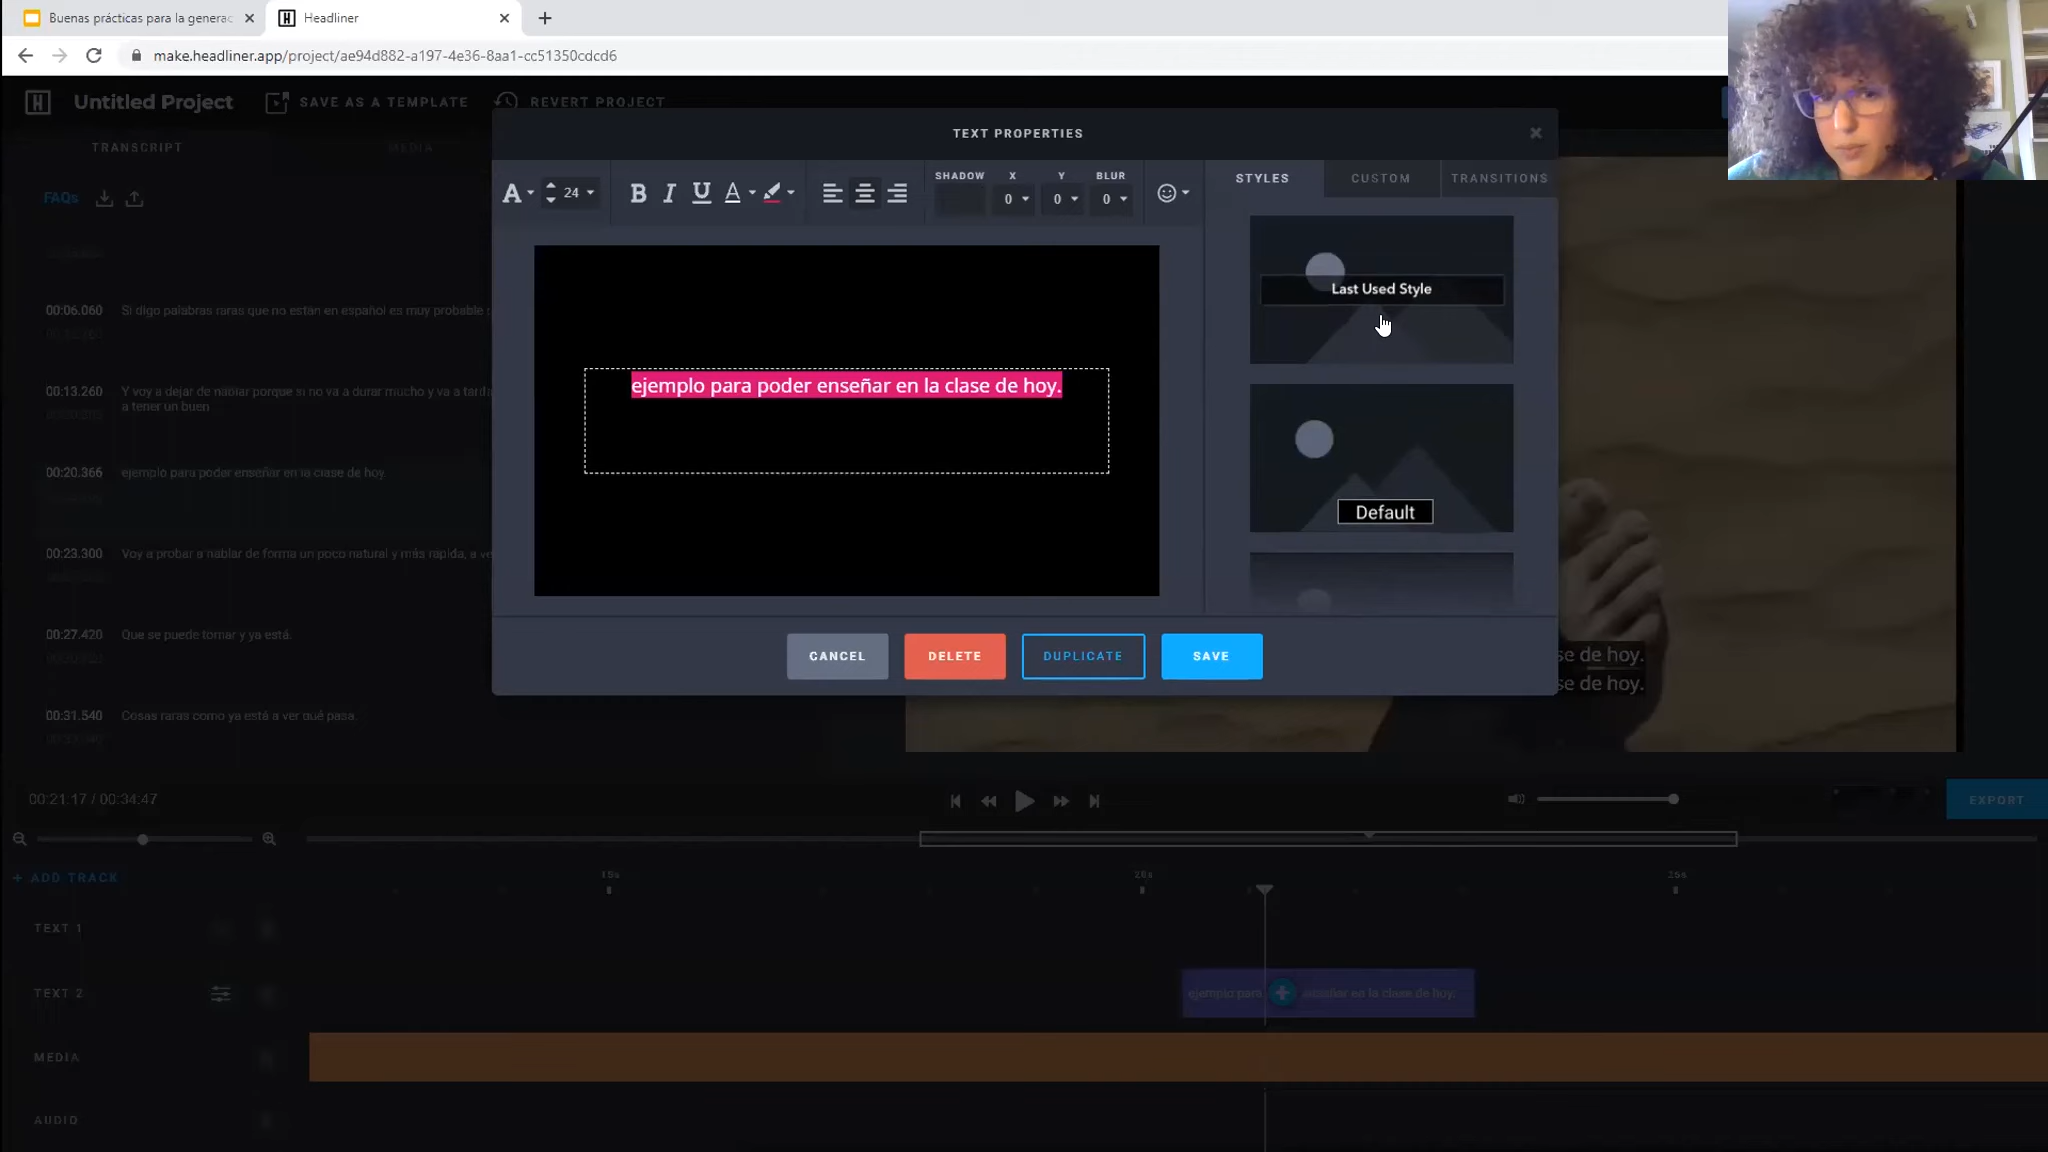 Buenas prácticas para la generac
Headliner
make.headliner.app/project/ae94d882-a197-4e36-8aa1-cc51350cdcd6
Untitled Project
SAVE AS A TEMPLATE
REVERT PROJECT
TRANSCRIPT
MEDIA
FAQs
00:06.060 Si digo palabras raras que no están en español es muy probable
00:13.260 Y voy a dejar de hablar porque si no va a durar mucho y va a tarda
a tener un buen
00:20.366 ejemplo para poder enseñar en la clase de hoy.
00:23.300 Voy a probar a hablar de forma un poco natural y más rápida, a ve
00:27.420 Que se puede tomar y ya está.
00:31.540 Cosas raras como ya está a ver qué pasa.
TEXT PROPERTIES
24
B I U A
SHADOW X Y BLUR
0 0 0
STYLES CUSTOM TRANSITIONS
ejemplo para poder enseñar en la clase de hoy.
Last Used Style
Default
CANCEL DELETE DUPLICATE SAVE
se de hoy.
se de hoy.
00:21:17 / 00:34:47
EXPORT
+ ADD TRACK
15s 20s 25s
TEXT 1
TEXT 2
ejemplo para enseñar en la clase de hoy.
MEDIA
AUDIO